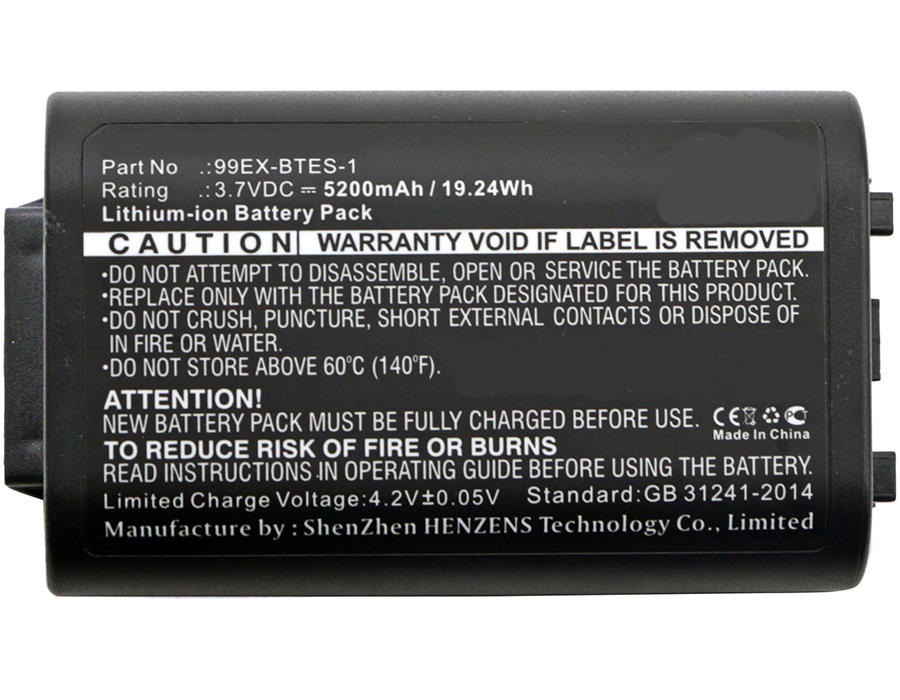 Part No .:99EX-BTES-1
Rating .:3.7VDC ⎓ 5200mAh / 19.24Wh
Lithium-ion Battery Pack
CAUTION | WARRANTY VOID IF LABEL IS REMOVED
•DO NOT ATTEMPT TO DISASSEMBLE, OPEN OR SERVICE THE BATTERY PACK.
•REPLACE ONLY WITH THE BATTERY PACK DESIGNATED FOR THIS PRODUCT.
•DO NOT CRUSH, PUNCTURE, SHORT EXTERNAL CONTACTS OR DISPOSE OF
IN FIRE OR WATER.
•DO NOT STORE ABOVE 60°C (140°F).
ATTENTION!
NEW BATTERY PACK MUST BE FULLY CHARGED BEFORE USE.
CE
Made In China
TO REDUCE RISK OF FIRE OR BURNS
READ INSTRUCTIONS IN OPERATING GUIDE BEFORE USING THE BATTERY.
Limited Charge Voltage:4.2V±0.05V Standard:GB 31241-2014
Manufacture by : ShenZhen HENZENS Technology Co., Limited